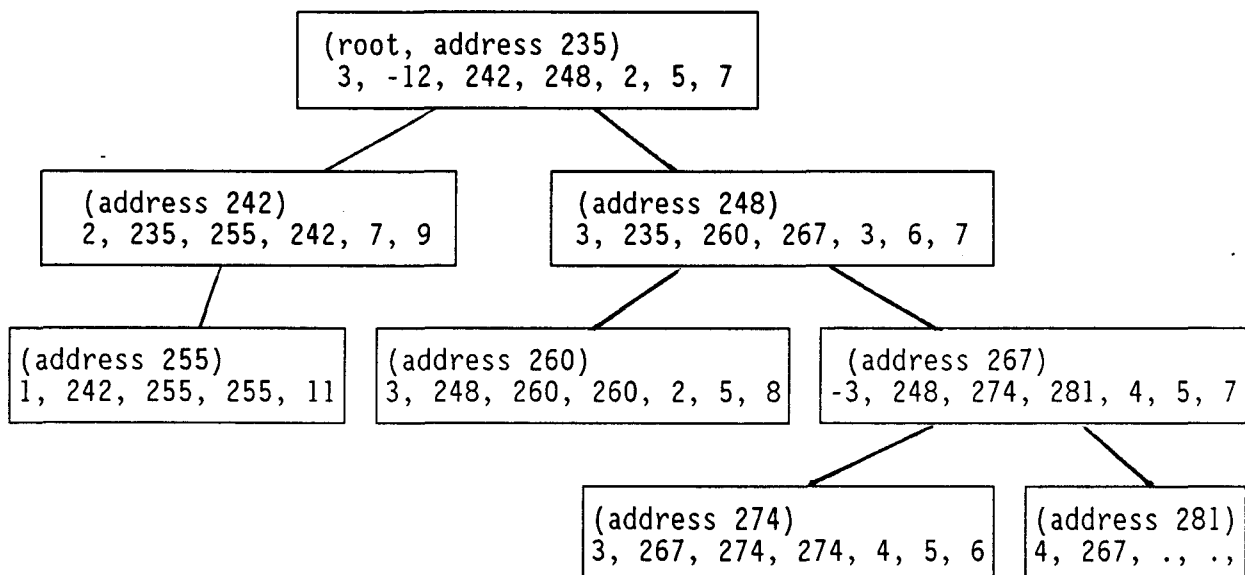 (root, address 235)
3, -12, 242, 248, 2, 5, 7
(address 242)
2, 235, 255, 242, 7, 9
(address 248)
3, 235, 260, 267, 3, 6, 7
(address 255)
1, 242, 255, 255, 11
(address 260)
3, 248, 260, 260, 2, 5, 8
(address 267)
-3, 248, 274, 281, 4, 5, 7
(address 274)
3, 267, 274, 274, 4, 5, 6
(address 281)
4, 267, ., .,